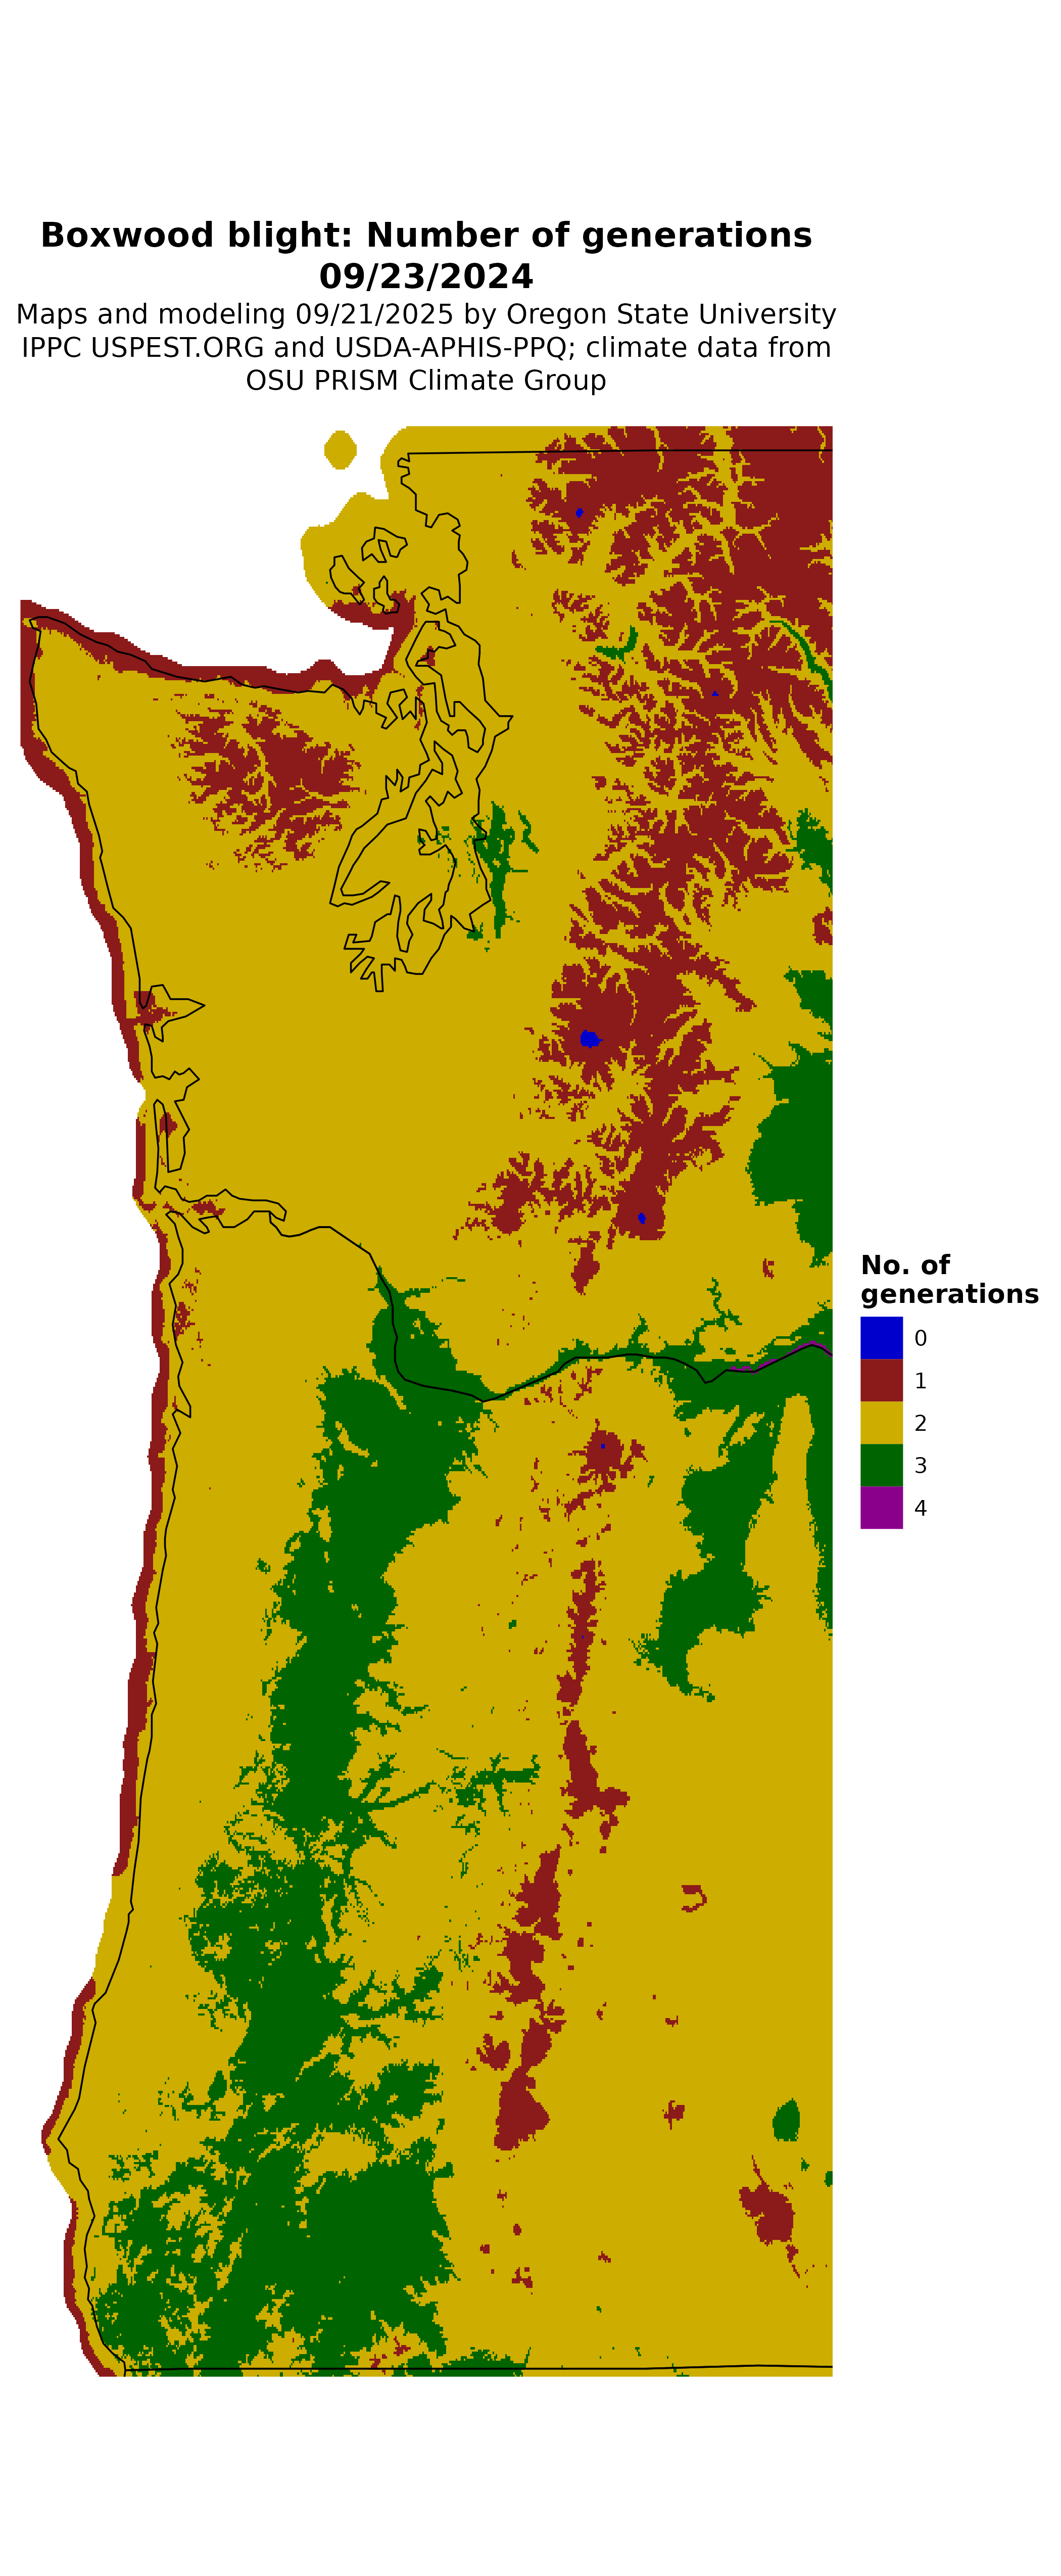 Boxwood blight: Number of generations
09/23/2024
Maps and modeling 09/21/2025 by Oregon State University
IPPC USPEST.ORG and USDA-APHIS-PPQ; climate data from
OSU PRISM Climate Group
No. of
generations
0
1
2
3
4